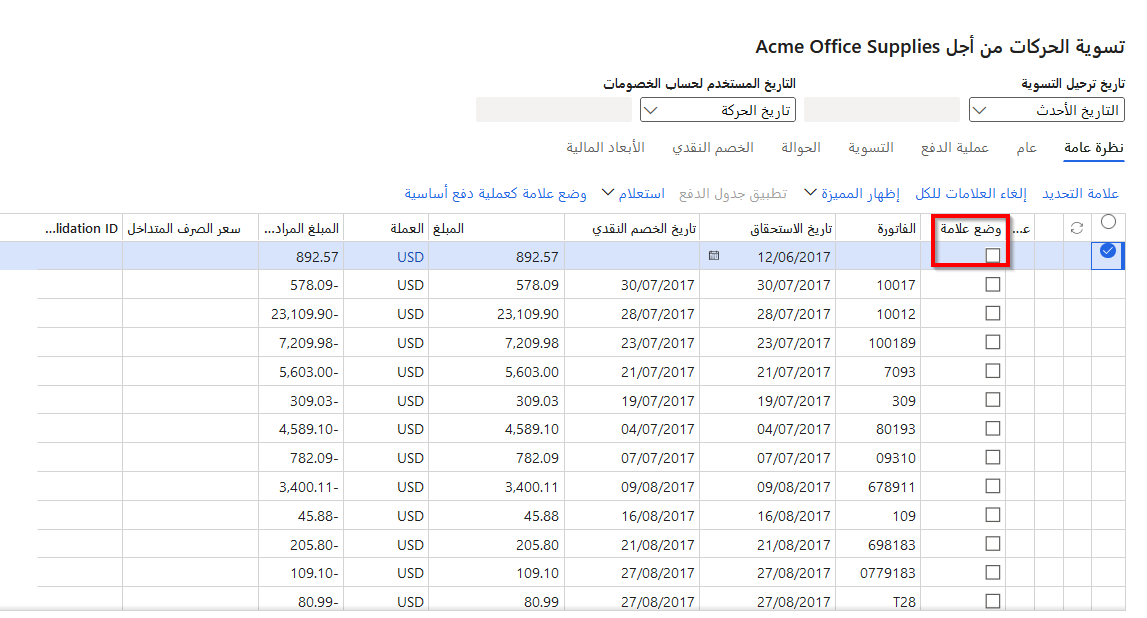 تسوية الحركات من أجل Acme Office Supplies
تاريخ ترحيل التسوية التاريخ المستخدم لحساب الخصومات
التاريخ الأحدث تاريخ الحركة
نظرة عامة عام عملية الدفع التسوية الحوالة الخصم النقدي الأبعاد المالية
علامة التحديد إلغاء العلامات للكل إظهار المميزة تطبيق جدول الدفع استعلام وضع علامة كعملية دفع أساسية
ع... وضع علامة الفاتورة تاريخ الاستحقاق تاريخ الخصم النقدي المبلغ العملة المبلغ المراد... سعر الصرف المتداخل lidation ID...
12/06/2017 892.57 USD 892.57
10017 30/07/2017 30/07/2017 578.09 USD 578.09-
10012 28/07/2017 28/07/2017 23,109.90 USD 23,109.90-
100189 23/07/2017 23/07/2017 7,209.98 USD 7,209.98-
7093 21/07/2017 21/07/2017 5,603.00 USD 5,603.00-
309 19/07/2017 19/07/2017 309.03 USD 309.03-
80193 04/07/2017 04/07/2017 4,589.10 USD 4,589.10-
09310 07/07/2017 07/07/2017 782.09 USD 782.09-
678911 09/08/2017 09/08/2017 3,400.11 USD 3,400.11-
109 16/08/2017 16/08/2017 45.88 USD 45.88-
698183 21/08/2017 21/08/2017 205.80 USD 205.80-
0779183 27/08/2017 27/08/2017 109.10 USD 109.10-
T28 27/08/2017 27/08/2017 80.99 USD 80.99-